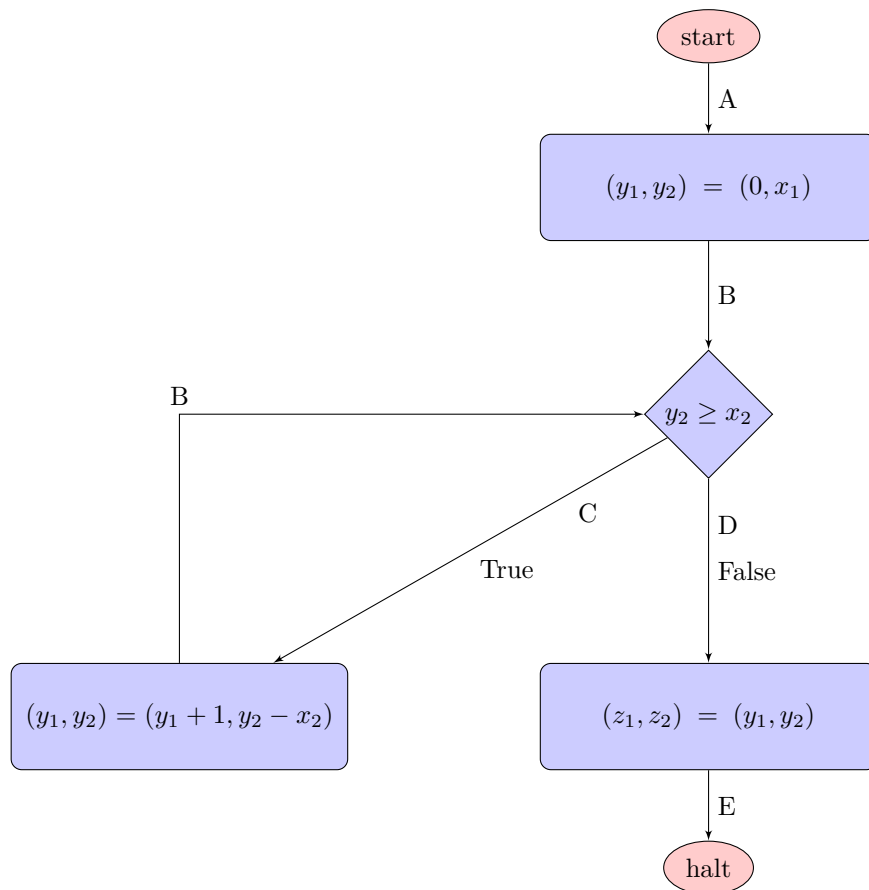 start
A
(y₁, y₂) = (0, x₁)
B
B
y₂ ≥ x₂
C
D
True
False
(y₁, y₂) = (y₁ + 1, y₂ − x₂)
(z₁, z₂) = (y₁, y₂)
E
halt